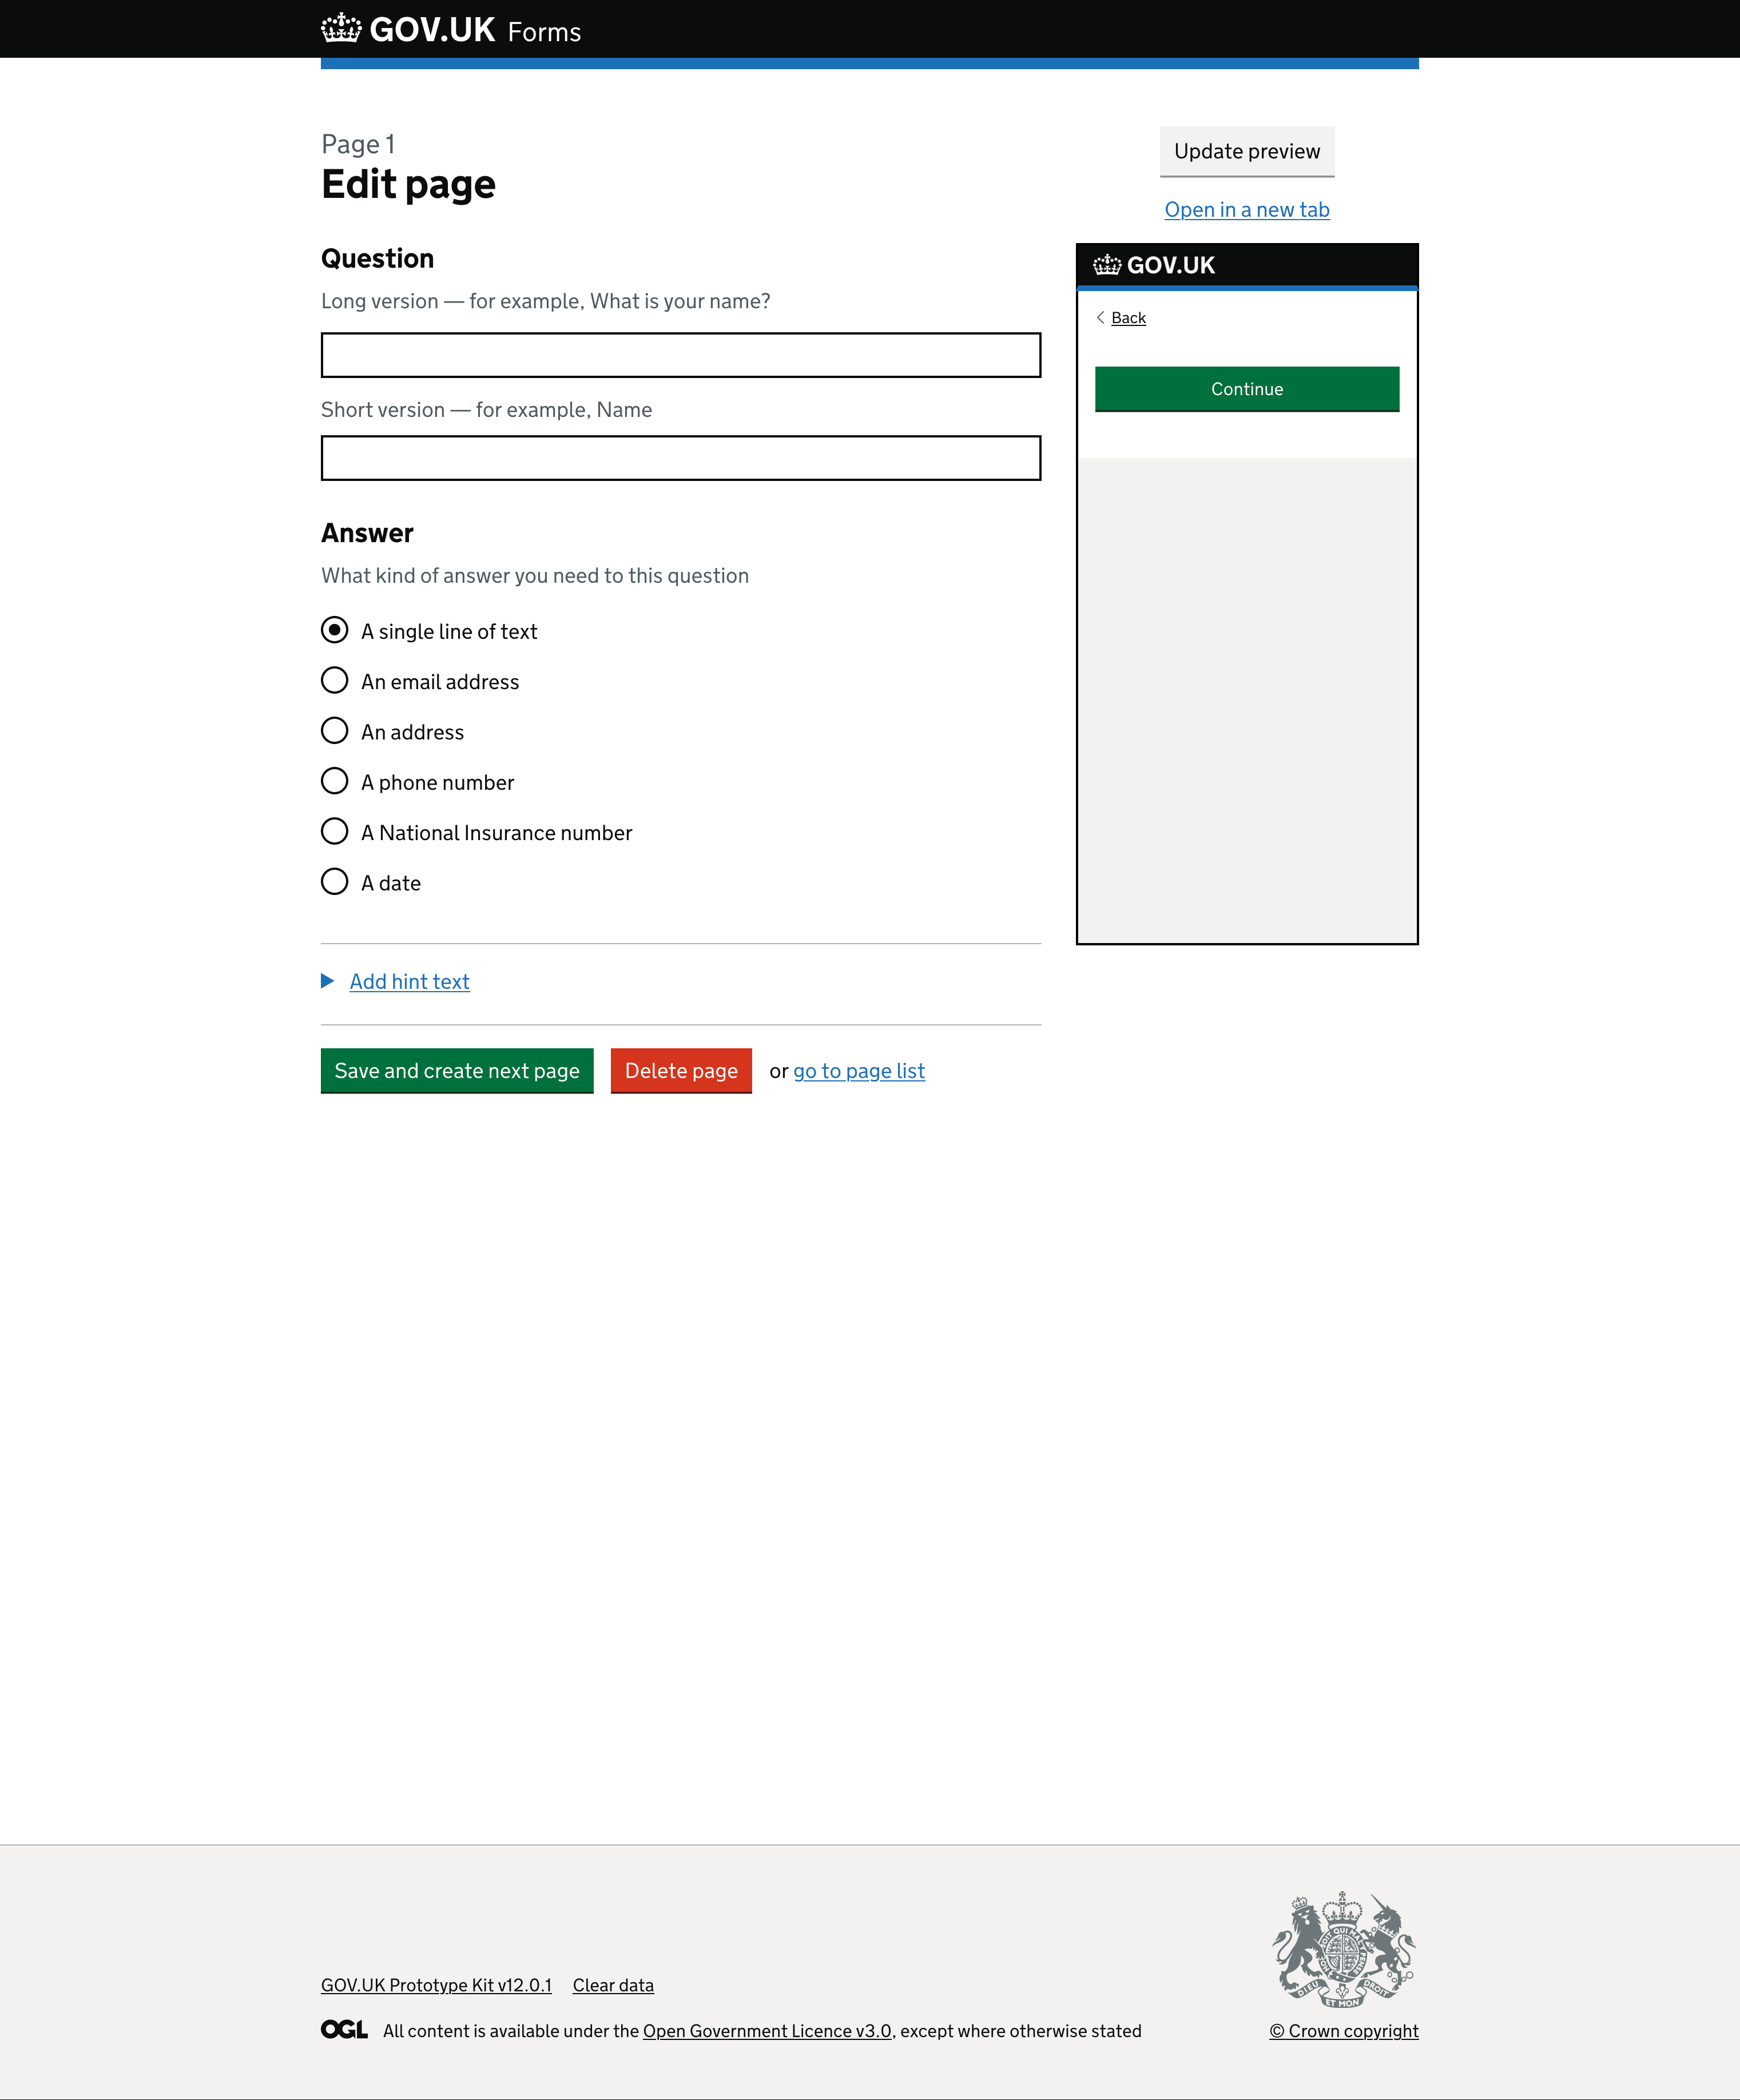 GOV.UK Forms
Page 1
Edit page
Update preview
Open in a new tab
Question
Long version — for example, What is your name?
Short version — for example, Name
Answer
What kind of answer you need to this question
A single line of text
An email address
An address
A phone number
A National Insurance number
A date
Add hint text
Save and create next page
Delete page
or go to page list
GOV.UK
Back
Continue
GOV.UK Prototype Kit v12.0.1
Clear data
OGL
All content is available under the Open Government Licence v3.0, except where otherwise stated
DIEU ET MON DROIT
© Crown copyright